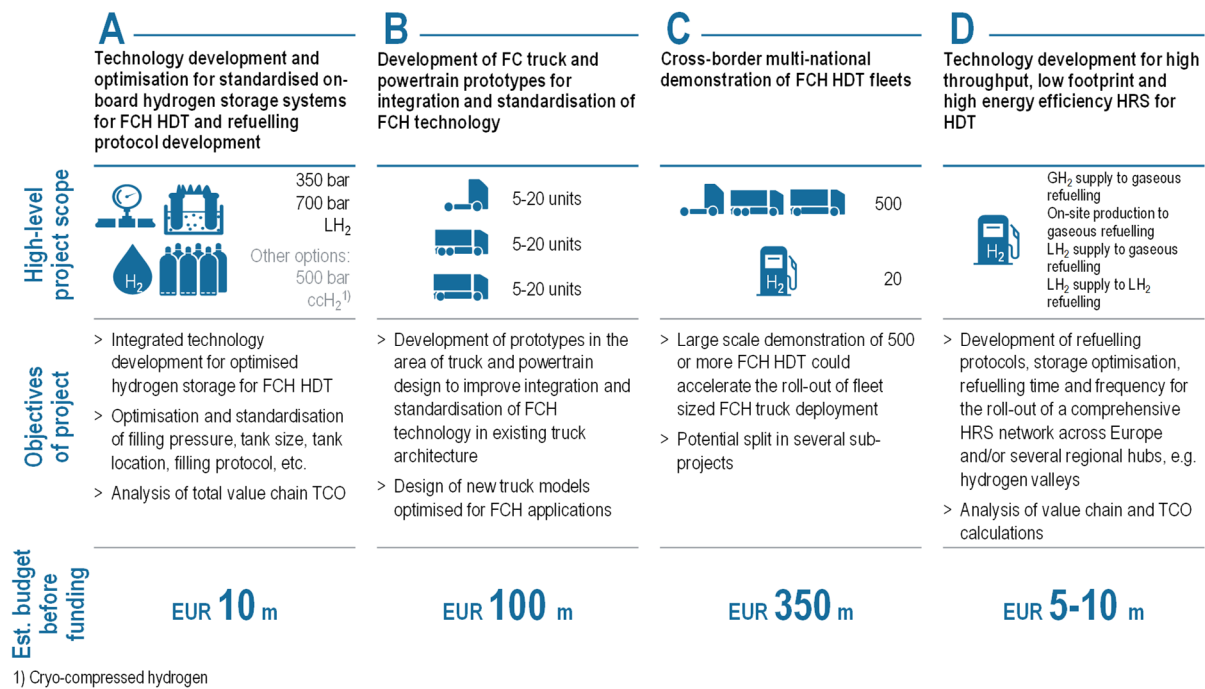 A
Technology development and
optimisation for standardised on-
board hydrogen storage systems
for FCH HDT and refuelling
protocol development
B
Development of FC truck and
powertrain prototypes for
integration and standardisation of
FCH technology
C
Cross-border multi-national
demonstration of FCH HDT fleets
D
Technology development for high
throughput, low footprint and
high energy efficiency HRS for
HDT
High-level
project scope
350 bar
700 bar
LH2
Other options:
500 bar
ccH2 1)
H2
5-20 units
5-20 units
5-20 units
500
H2
20
H2
GH2 supply to gaseous
refuelling
On-site production to
gaseous refuelling
LH2 supply to gaseous
refuelling
LH2 supply to LH2
refuelling
Objectives
of project
> Integrated technology
development for optimised
hydrogen storage for FCH HDT
> Optimisation and standardisation
of filling pressure, tank size, tank
location, filling protocol, etc.
> Analysis of total value chain TCO
> Development of prototypes in the
area of truck and powertrain
design to improve integration and
standardisation of FCH
technology in existing truck
architecture
> Design of new truck models
optimised for FCH applications
> Large scale demonstration of 500
or more FCH HDT could
accelerate the roll-out of fleet
sized FCH truck deployment
> Potential split in several sub-
projects
> Development of refuelling
protocols, storage optimisation,
refuelling time and frequency for
the roll-out of a comprehensive
HRS network across Europe
and/or several regional hubs, e.g.
hydrogen valleys
> Analysis of value chain and TCO
calculations
Est. budget
before
funding
EUR 10 m
EUR 100 m
EUR 350 m
EUR 5-10 m
1) Cryo-compressed hydrogen